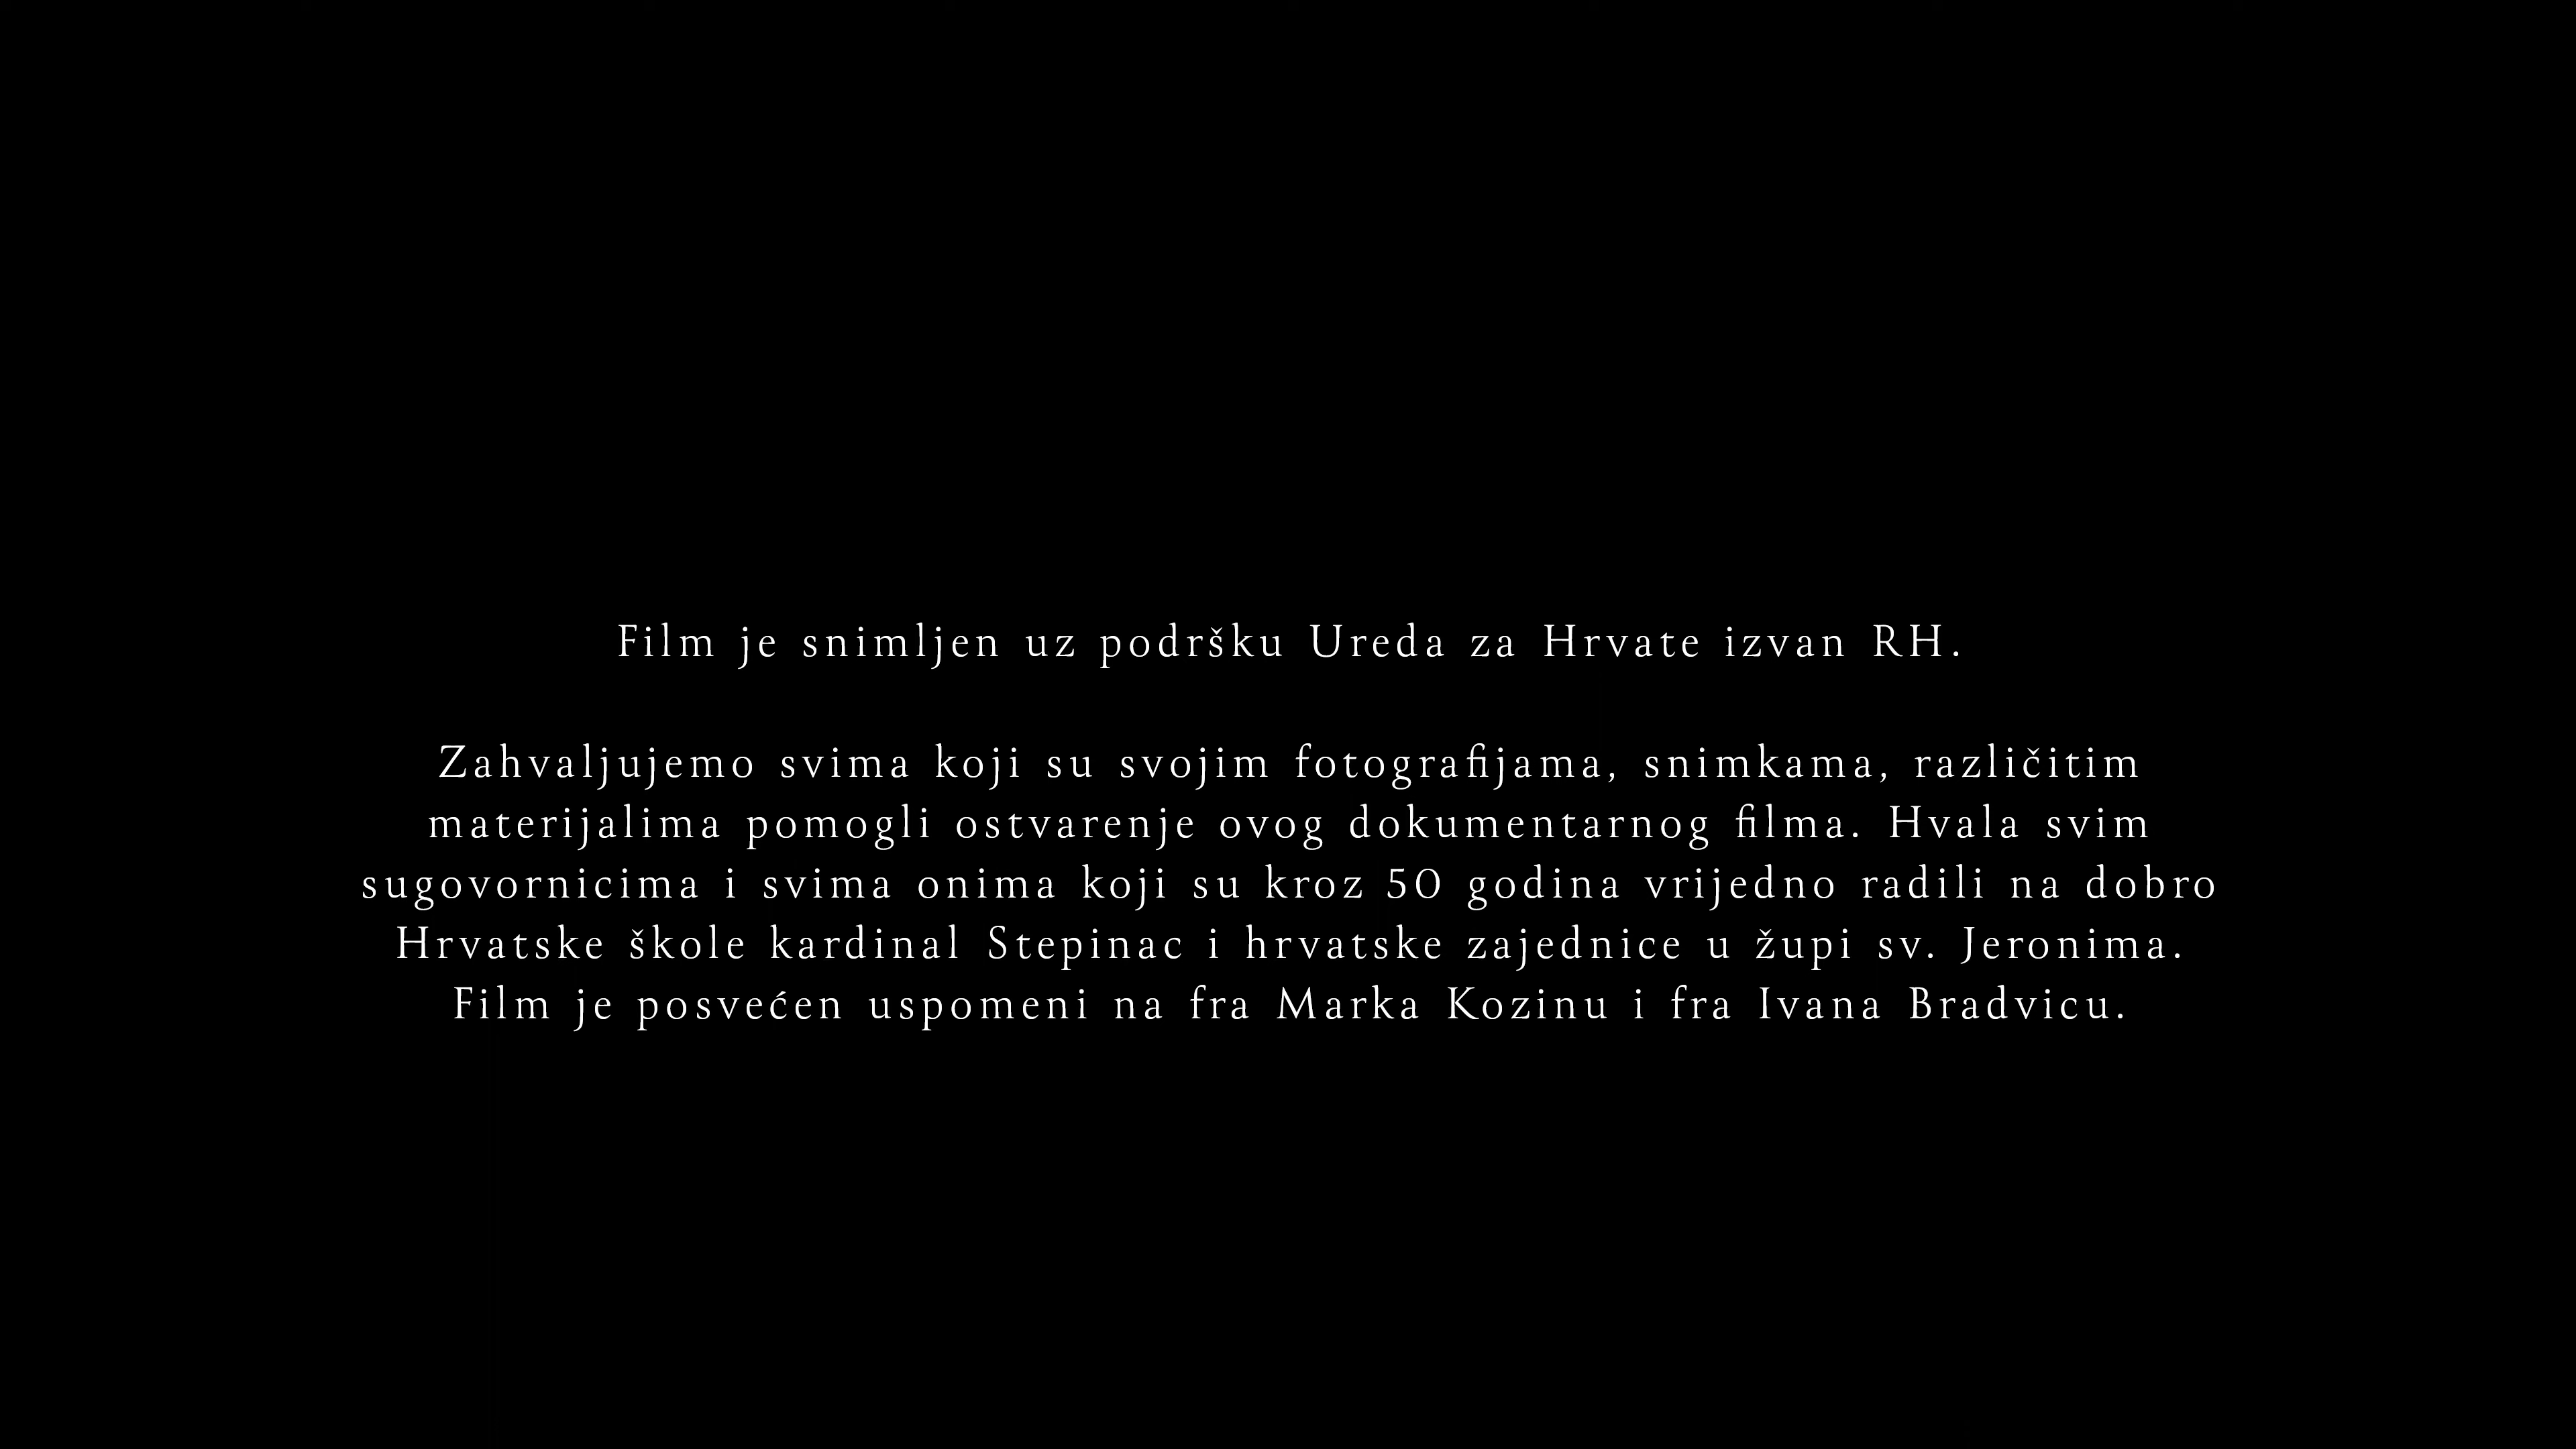 Film je snimljen uz podršku Ureda za Hrvate izvan RH.
Zahvaljujemo svima koji su svojim fotografijama, snimkama, različitim
materijalima pomogli ostvarenje ovog dokumentarnog filma. Hvala svim
sugovornicima i svima onima koji su kroz 50 godina vrijedno radili na dobro
Hrvatske škole kardinal Stepinac i hrvatske zajednice u župi sv. Jeronima.
Film je posvećen uspomeni na fra Marka Kozinu i fra Ivana Bradvicu.